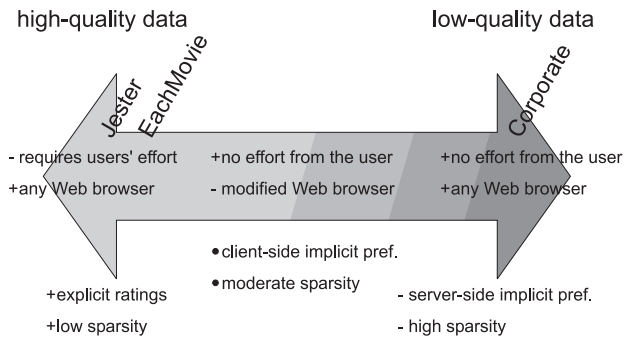 high-quality data
low-quality data
Jester
EachMovie
Corporate
- requires users' effort
+any Web browser
+no effort from the user
- modified Web browser
+no effort from the user
+any Web browser
•client-side implicit pref.
•moderate sparsity
+explicit ratings
+low sparsity
- server-side implicit pref.
- high sparsity